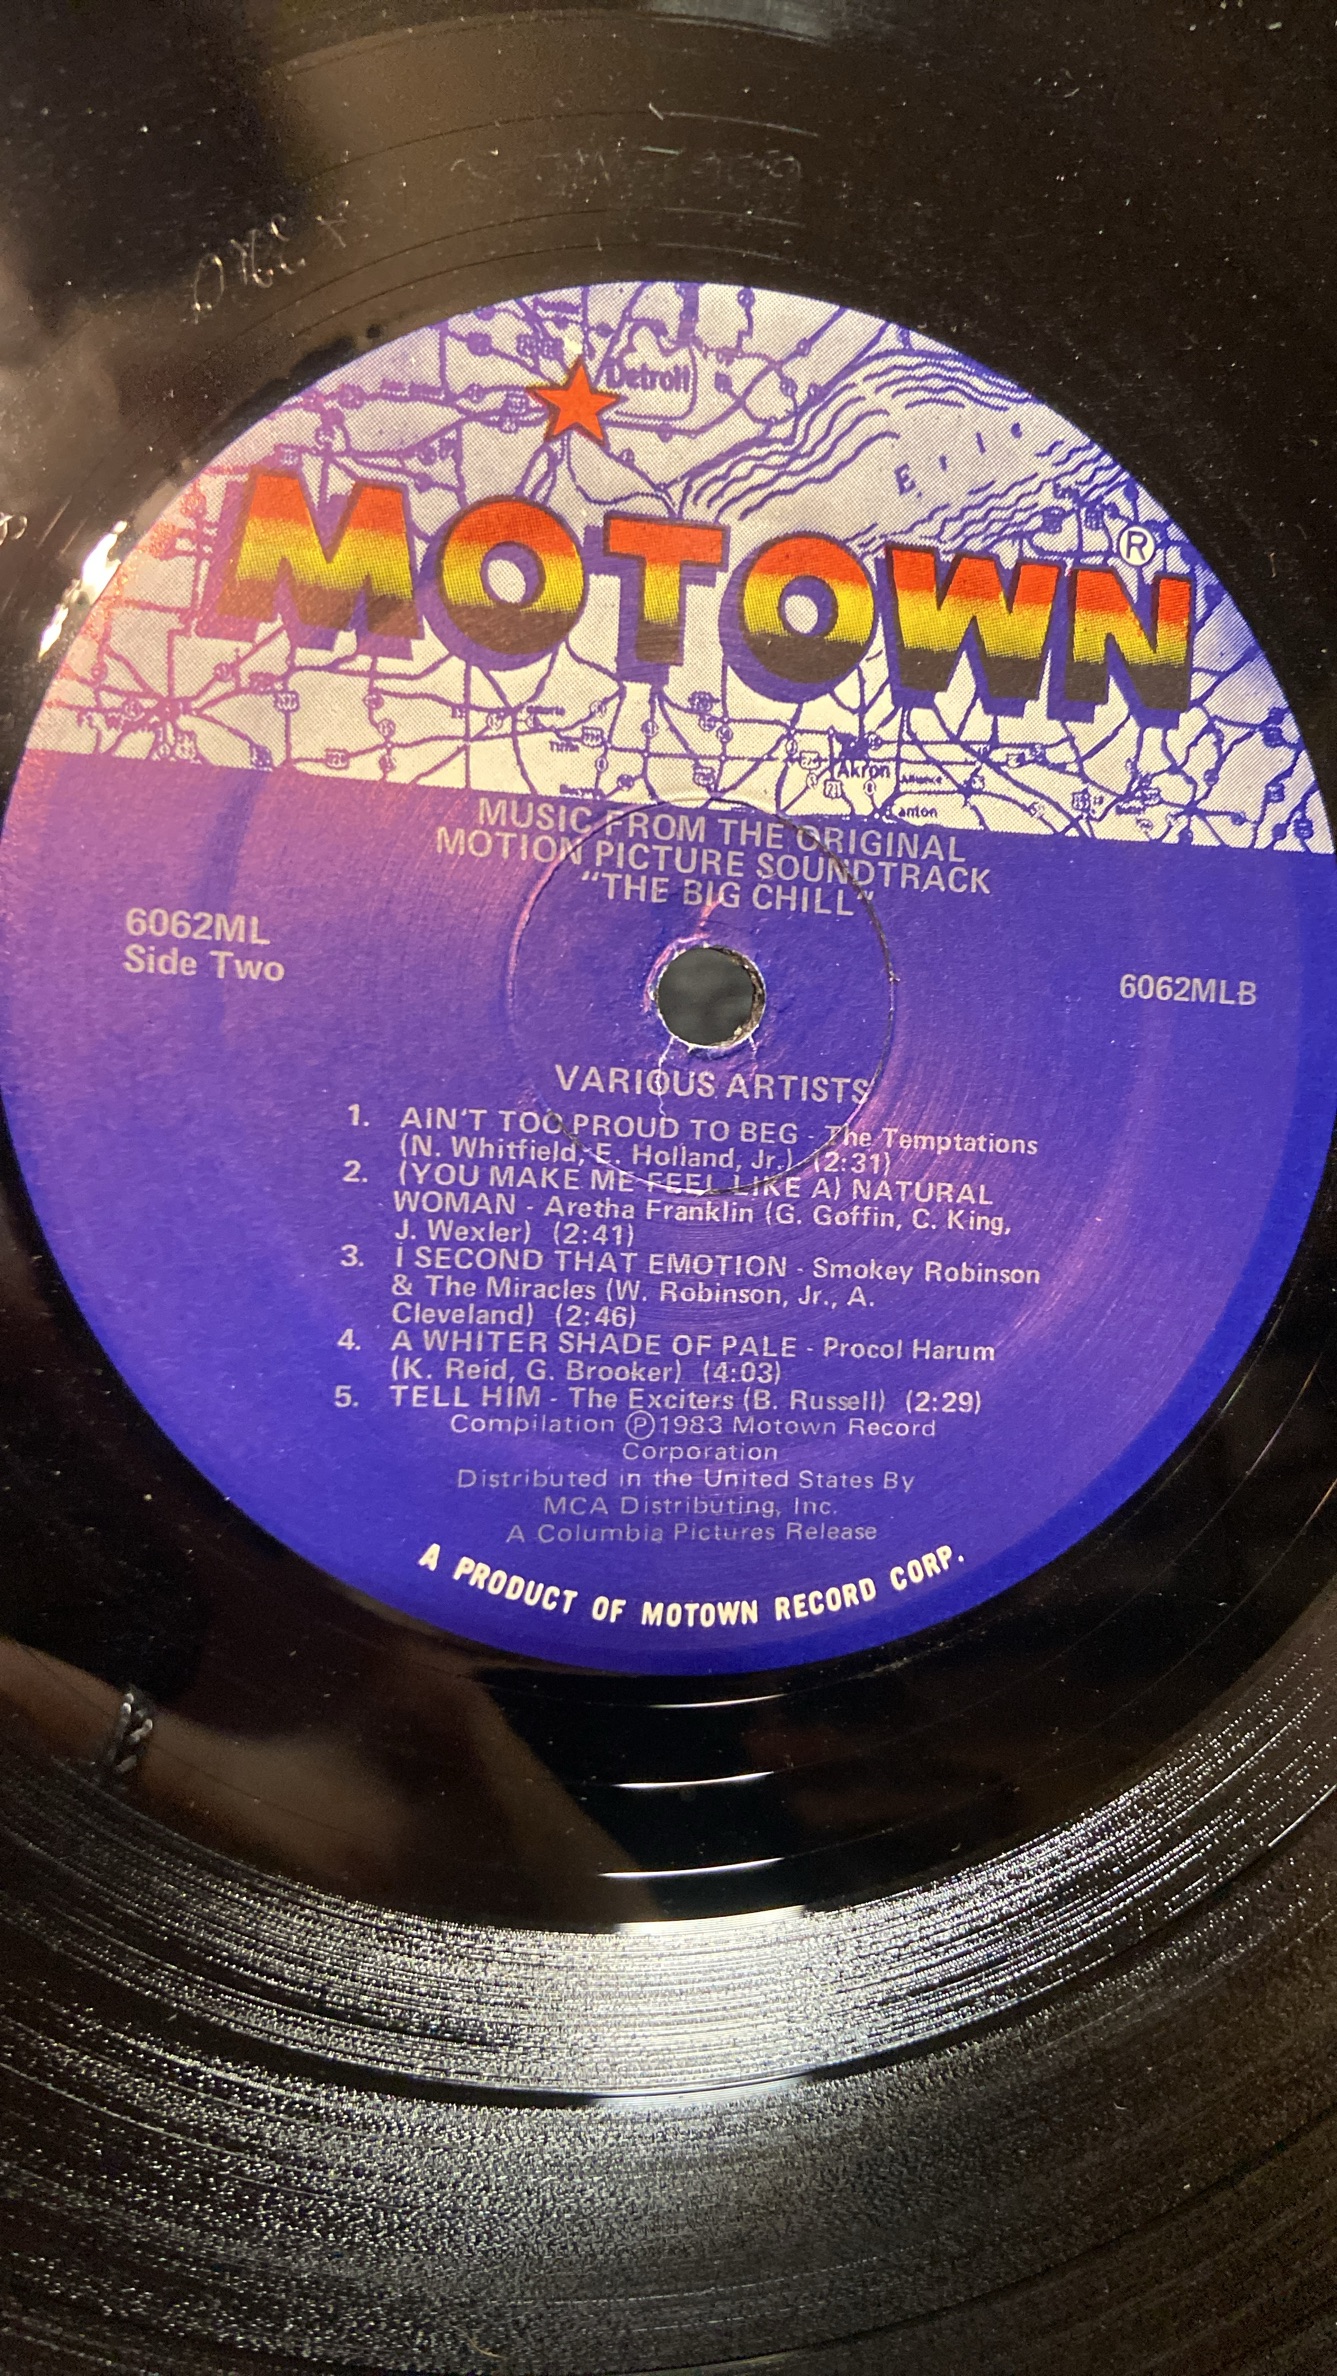 Detroit
Erie
MOTOWN®
Akron
Alliance
anton
MUSIC FROM THE ORIGINAL
MOTION PICTURE SOUNDTRACK
“THE BIG CHILL”
6062ML
Side Two
6062MLB
VARIOUS ARTISTS
1. AIN'T TOO PROUD TO BEG - The Temptations
(N. Whitfield, E. Holland, Jr.) (2:31)
2. (YOU MAKE ME FEEL LIKE A) NATURAL
WOMAN - Aretha Franklin (G. Goffin, C. King,
J. Wexler) (2:41)
3. I SECOND THAT EMOTION - Smokey Robinson
& The Miracles (W. Robinson, Jr., A.
Cleveland) (2:46)
4. A WHITER SHADE OF PALE - Procol Harum
(K. Reid, G. Brooker) (4:03)
5. TELL HIM - The Exciters (B. Russell) (2:29)
Compilation ℗1983 Motown Record
Corporation
Distributed in the United States By
MCA Distributing, Inc.
A Columbia Pictures Release
A PRODUCT OF MOTOWN RECORD CORP.